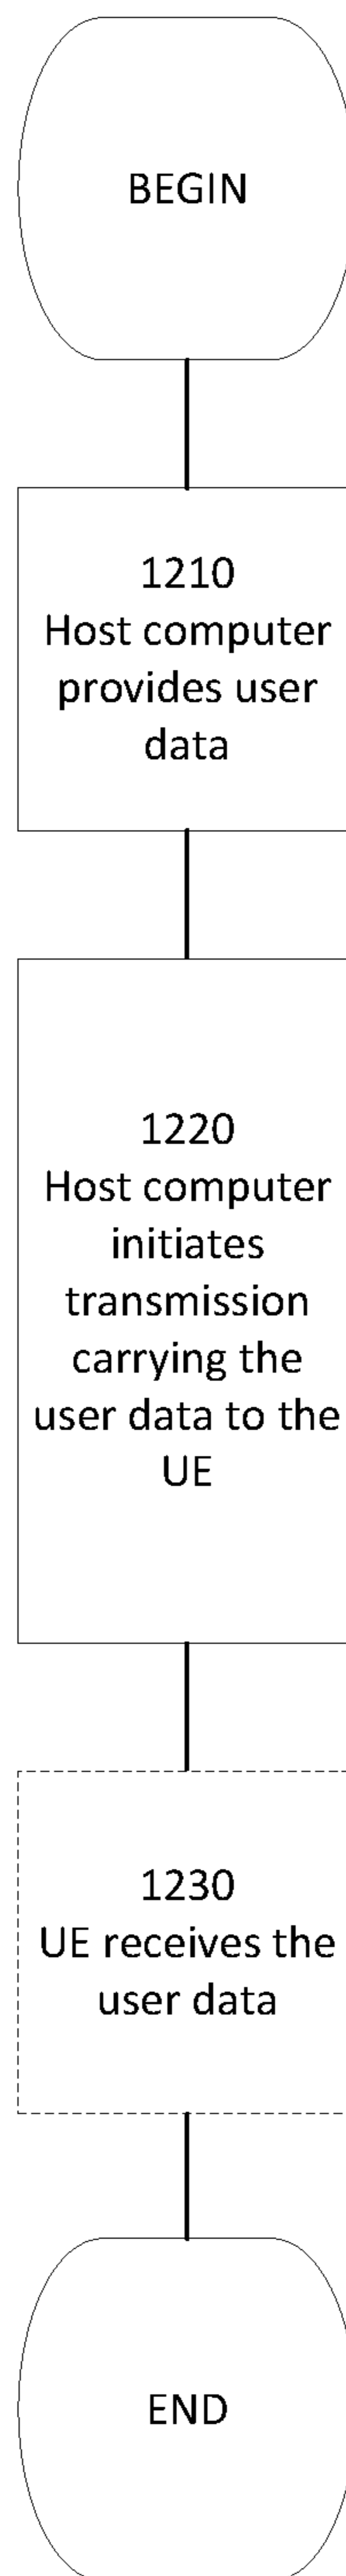 BEGIN
1210
Host computer
provides user
data
1220
Host computer
initiates
transmission
carrying the
user data to the
UE
1230
UE receives the
user data
END